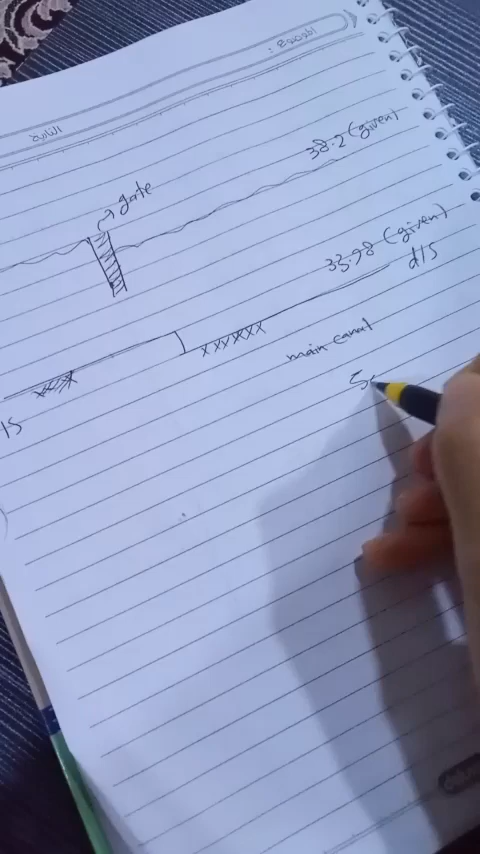 الموضوع :
التاريخ
gate
38.2 (given)
33.98 (given)
d/s
main canal
/S